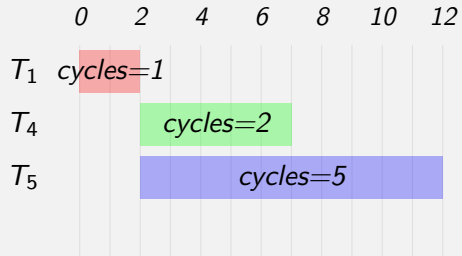 0 2 4 6 8 10 12
T₁ cycles=1
T₄ cycles=2
T₅ cycles=5